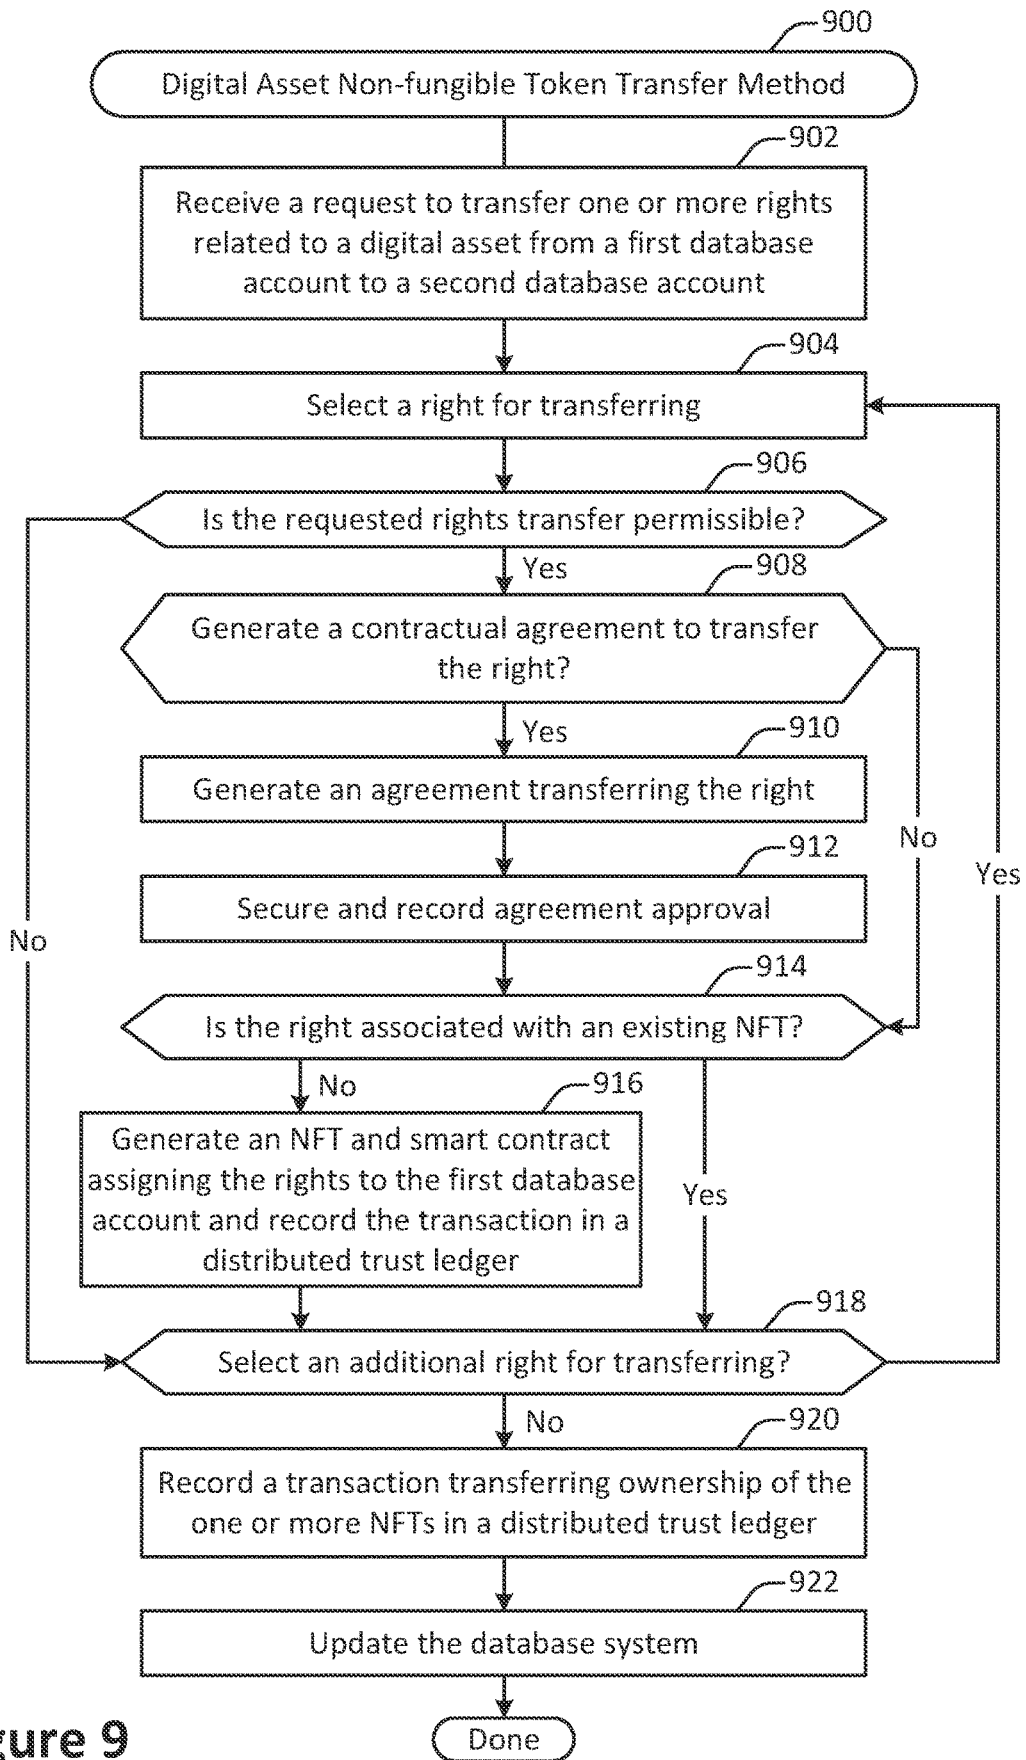 900
Digital Asset Non-fungible Token Transfer Method
902
Receive a request to transfer one or more rights
related to a digital asset from a first database
account to a second database account
904
Select a right for transferring
906
Is the requested rights transfer permissible?
Yes
908
Generate a contractual agreement to transfer
the right?
Yes
910
Generate an agreement transferring the right
No
912
Yes
Secure and record agreement approval
No
914
Is the right associated with an existing NFT?
No
916
Generate an NFT and smart contract
assigning the rights to the first database
account and record the transaction in a
distributed trust ledger
Yes
918
Select an additional right for transferring?
No
920
Record a transaction transferring ownership of the
one or more NFTs in a distributed trust ledger
922
Update the database system
Done
gure 9